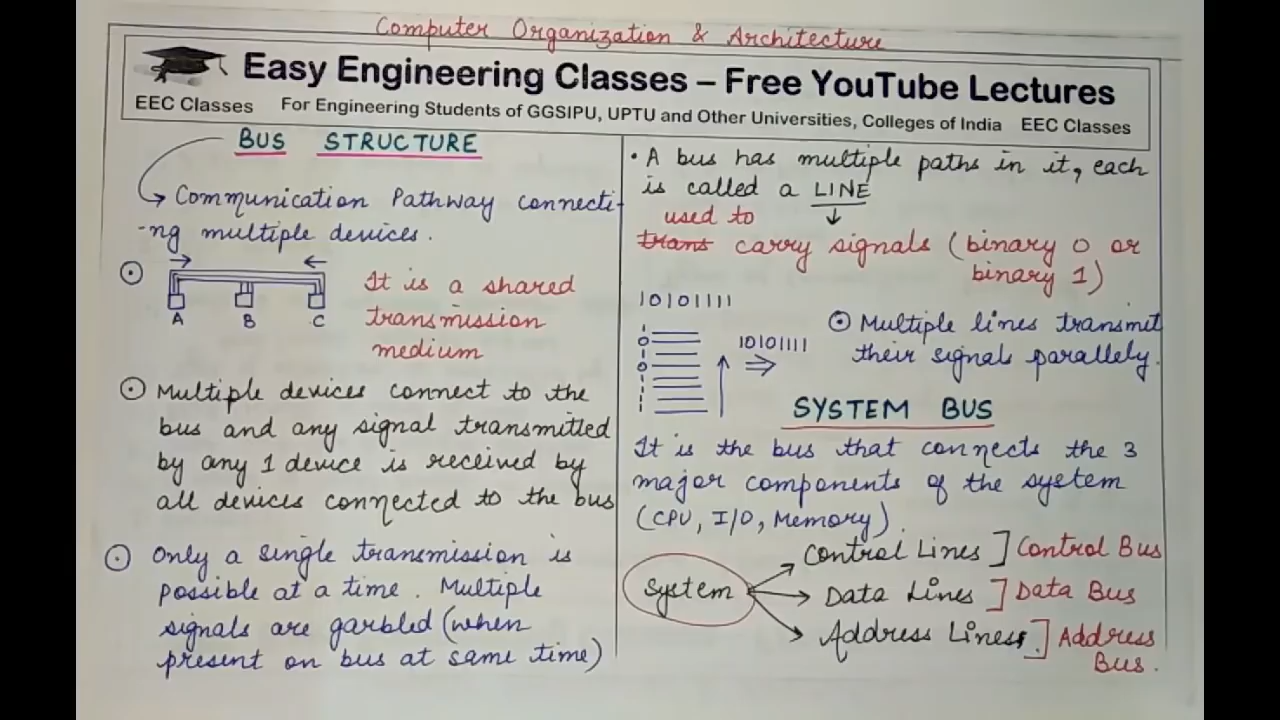 Computer Organization & Architecture
Easy Engineering Classes – Free YouTube Lectures
EEC Classes For Engineering Students of GGSIPU, UPTU and Other Universities, Colleges of India EEC Classes
BUS STRUCTURE
Communication Pathway connecti-
-ng multiple devices.
A B C
It is a shared
transmission
medium
Multiple devices connect to the
bus and any signal transmitted
by any 1 device is received by
all devices connected to the bus
Only a single transmission is
possible at a time. Multiple
signals are garbled (when
present on bus at same time)
• A bus has multiple paths in it, each
is called a LINE
used to
trans carry signals (binary 0 or
binary 1)
10101111
10101111
Multiple lines transmit
their signals parallely.
SYSTEM BUS
It is the bus that connects the 3
major components of the system
(CPU, I/O, Memory).
System
Control Lines ] Control Bus
Data Lines ] Data Bus
Address Lines ] Address
Bus.